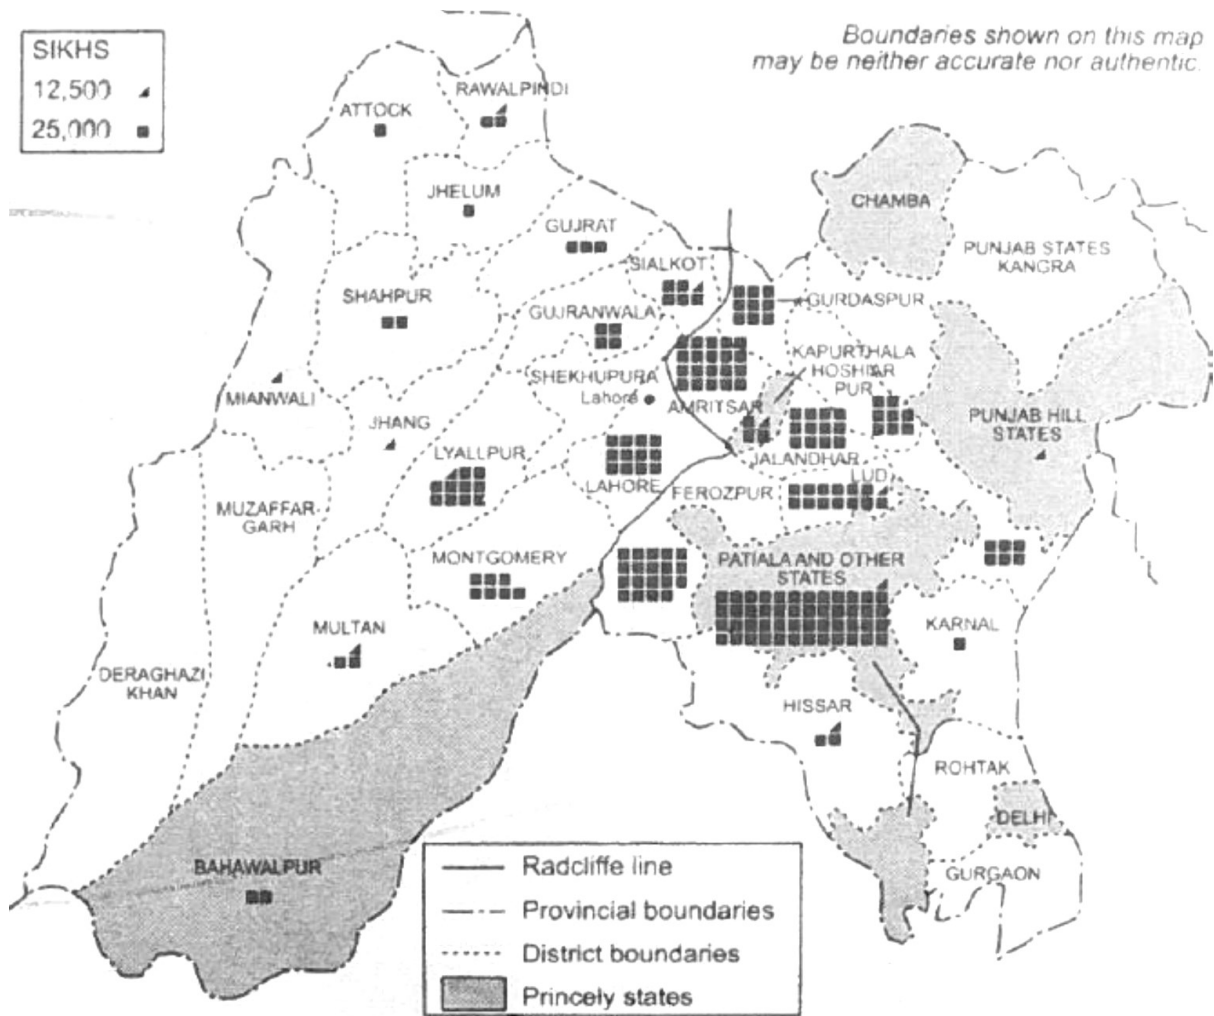 SIKHS
12,500
25,000
Boundaries shown on this map
may be neither accurate nor authentic.
RAWALPINDI
ATTOCK
JHELUM
GUJRAT
SIALKOT
SHAHPUR
GUJRANWALA
CHAMBA
PUNJAB STATES
KANGRA
GURDASPUR
KAPURTHALA
HOSHIAR
PUR
SHEKHUPURA
Lahore
AMRITSAR
MIANWALI
JHANG
PUNJAB HILL
STATES
LYALLPUR
LAHORE
JALANDHAR
LUD
FEROZPUR
MUZAFFAR-
GARH
MONTGOMERY
PATIALA AND OTHER
STATES
MULTAN
KARNAL
DERAGHAZI
KHAN
HISSAR
ROHTAK
DELHI
GURGAON
BAHAWALPUR
Radcliffe line
Provincial boundaries
District boundaries
Princely states